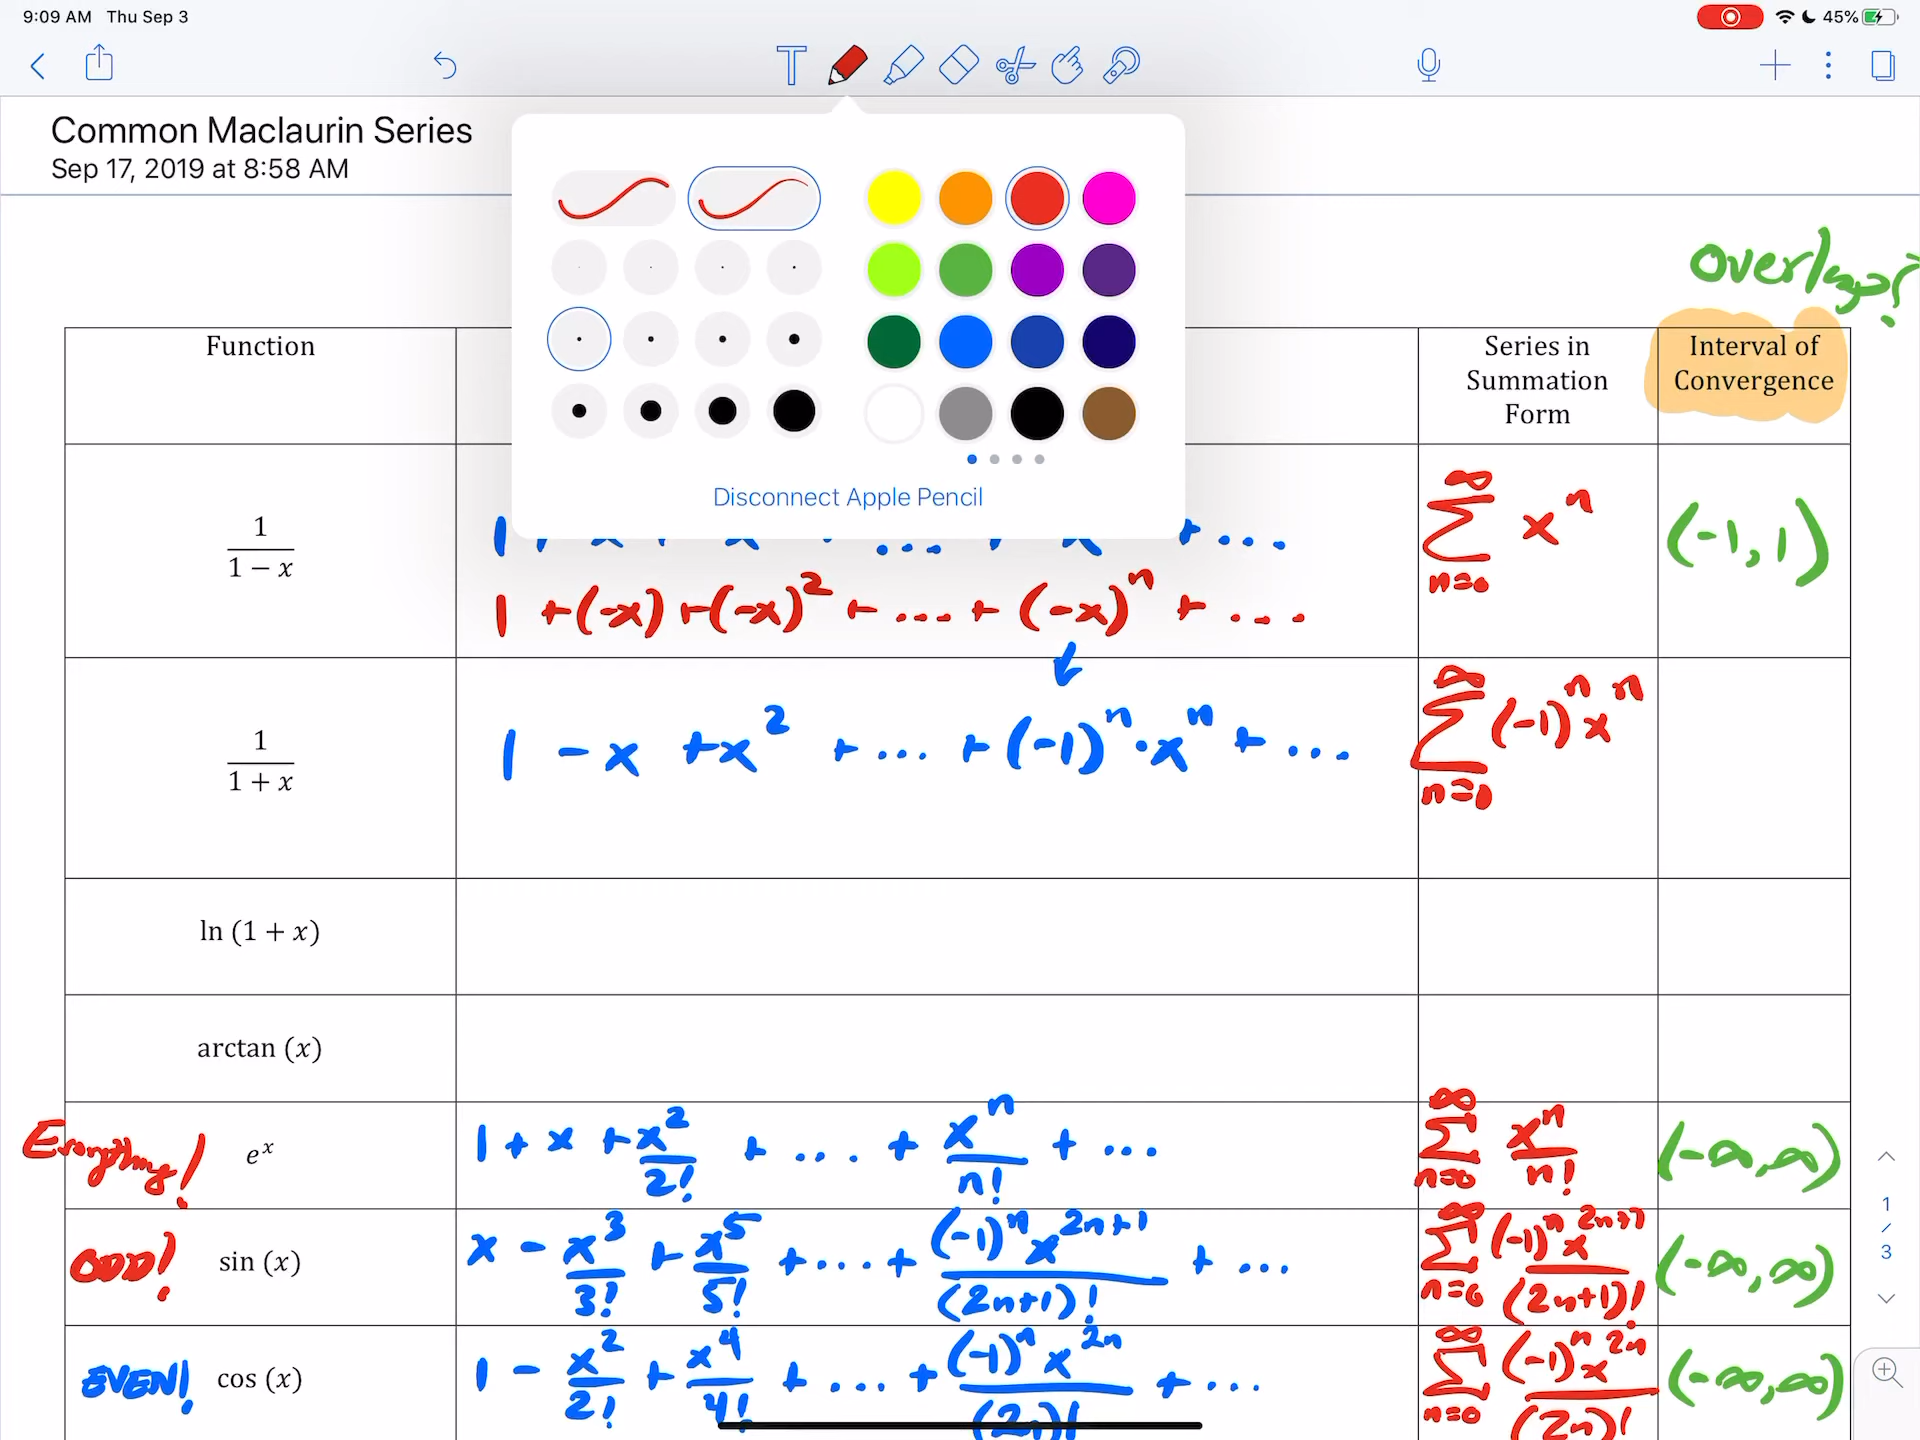 9:09 AM Thu Sep 3
45%
T
Common Maclaurin Series
Sep 17, 2019 at 8:58 AM
Disconnect Apple Pencil
Overlap?
Function
Series in
Summation
Form
Interval of
Convergence
1/(1 − x)
+ ...
∞ Σ n=0 xⁿ
(-1, 1)
1 + (-x) + (-x)² + ... + (-x)ⁿ + ...
1/(1 + x)
1 - x + x² + ... + (-1)ⁿ · xⁿ + ...
∞ Σ n=0 (-1)ⁿ xⁿ
ln (1 + x)
arctan (x)
Everything!
eˣ
1 + x + x²/2! + ... + xⁿ/n! + ...
∞ Σ n=0 xⁿ/n!
(-∞, ∞)
ODD!
sin (x)
x - x³/3! + x⁵/5! + ... + (-1)ⁿ x²ⁿ⁺¹/(2n+1)! + ...
∞ Σ n=0 (-1)ⁿ x²ⁿ⁺¹/(2n+1)!
(-∞, ∞)
EVEN!
cos (x)
1 - x²/2! + x⁴/4! + ... + (-1)ⁿ x²ⁿ/(2n)! + ...
∞ Σ n=0 (-1)ⁿ x²ⁿ/(2n)!
(-∞, ∞)
1
/
3